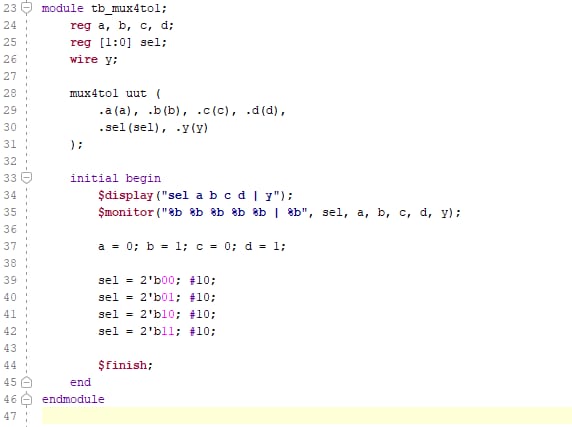 23 module tb_mux4to1;
24     reg a, b, c, d;
25     reg [1:0] sel;
26     wire y;
27
28     mux4to1 uut (
29         .a(a), .b(b), .c(c), .d(d),
30         .sel(sel), .y(y)
31     );
32
33     initial begin
34         $display("sel a b c d | y");
35         $monitor("%b %b %b %b %b | %b", sel, a, b, c, d, y);
36
37         a = 0; b = 1; c = 0; d = 1;
38
39         sel = 2'b00; #10;
40         sel = 2'b01; #10;
41         sel = 2'b10; #10;
42         sel = 2'b11; #10;
43
44         $finish;
45     end
46 endmodule
47